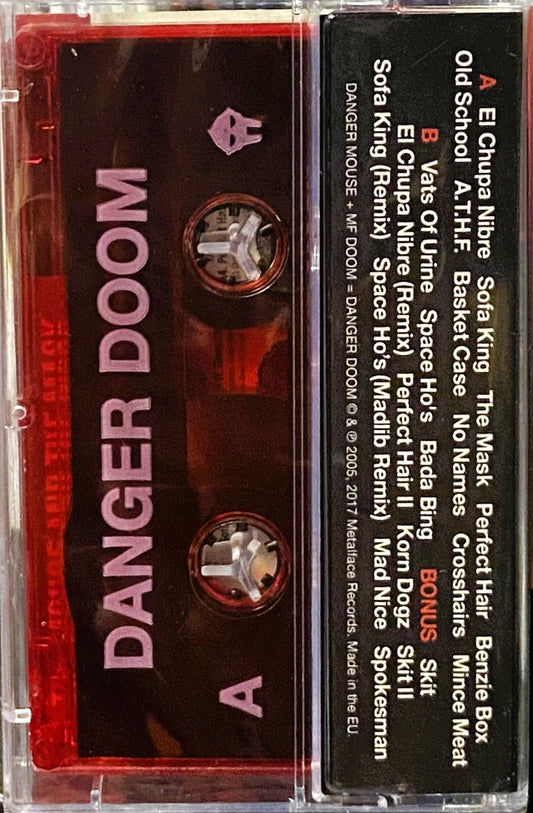 A El Chupa Nibre Sofa King The Mask Perfect Hair Benzie Box
Old School A.T.H.F. Basket Case No Names Crosshairs Mince Meat
B Vats Of Urine Space Ho's Bada Bing BONUS Skit
El Chupa Nibre (Remix) Perfect Hair II Korn Dogz Skit II
Sofa King (Remix) Space Ho's (Madlib Remix) Mad Nice Spokesman
DANGER MOUSE + MF DOOM = DANGER DOOM © & ℗ 2005, 2017 Metalface Records. Made in the EU.
A
DANGER DOOM
AND THE MASK